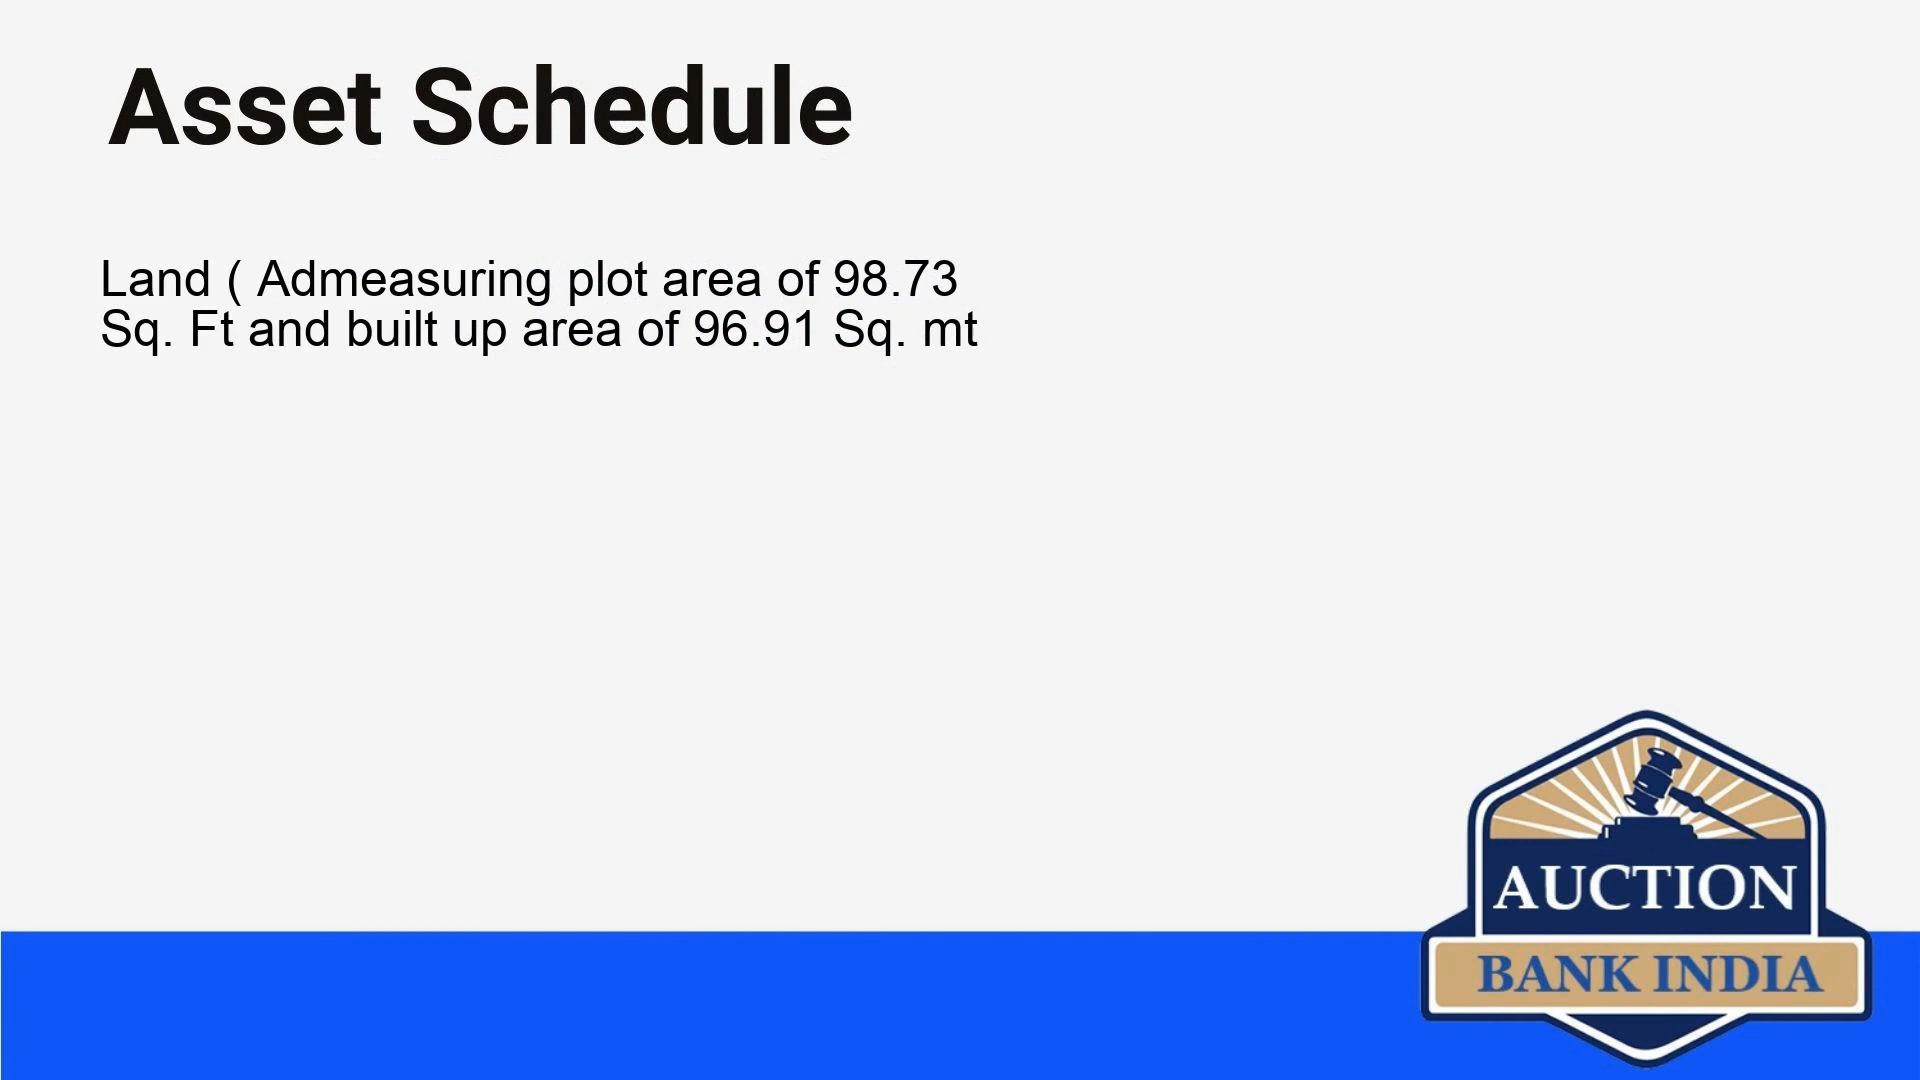 Asset Schedule
Land ( Admeasuring plot area of 98.73
Sq. Ft and built up area of 96.91 Sq. mt
AUCTION
BANK INDIA